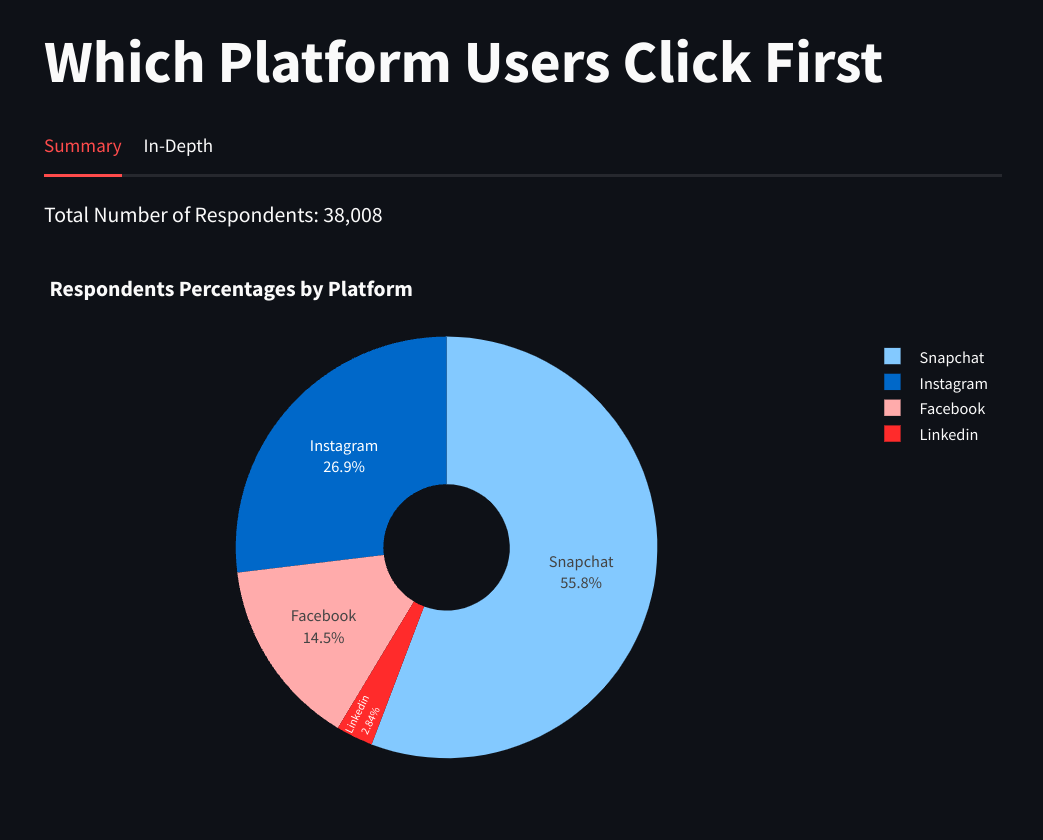 Which Platform Users Click First
Summary In-Depth
Total Number of Respondents: 38,008
Respondents Percentages by Platform
Snapchat
Instagram
Facebook
Linkedin
Instagram
26.9%
Snapchat
55.8%
Facebook
14.5%
Linkedin
2.84%